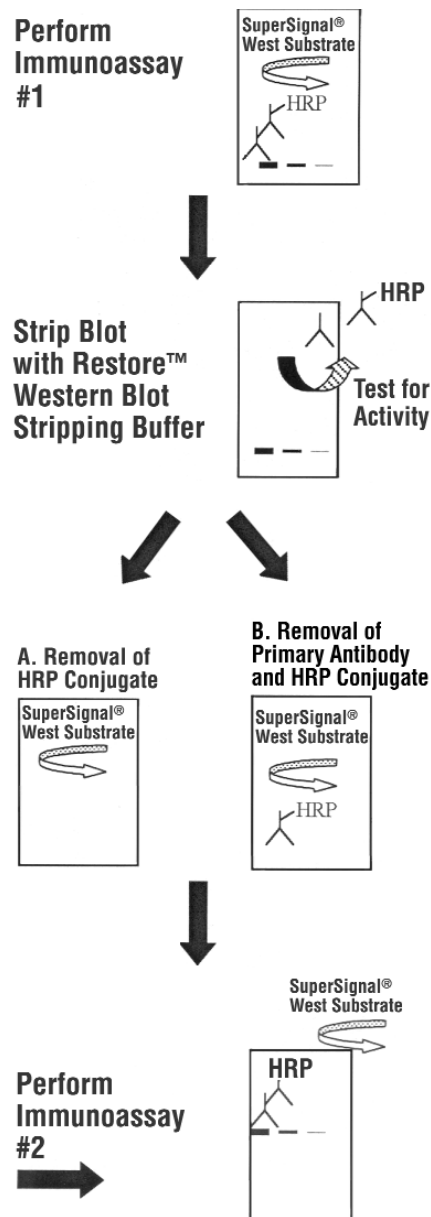 Perform
Immunoassay
#1
SuperSignal®
West Substrate
HRP
Strip Blot
with Restore™
Western Blot
Stripping Buffer
HRP
Test for
Activity
A. Removal of
HRP Conjugate
SuperSignal®
West Substrate
B. Removal of
Primary Antibody
and HRP Conjugate
SuperSignal®
West Substrate
HRP
SuperSignal®
West Substrate
Perform
Immunoassay
#2
HRP